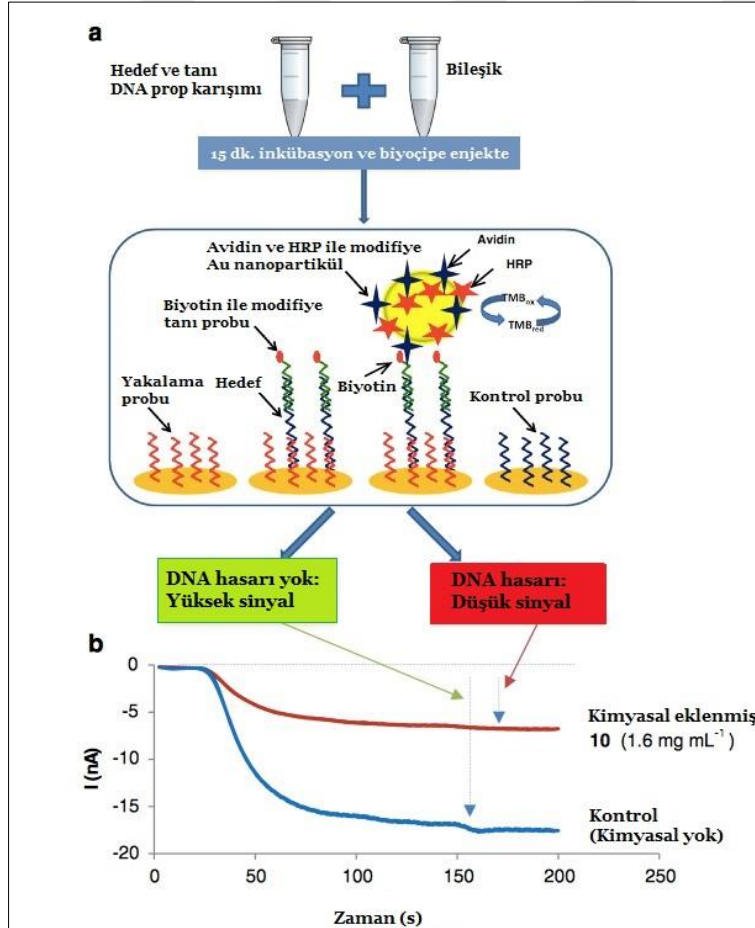 a
Hedef ve tanı
DNA prop karışımı
Bileşik
15 dk. inkübasyon ve biyoçipe enjekte
Avidin ve HRP ile modifiye
Au nanopartikül
Avidin
HRP
TMBox
TMBred
Biyotin ile modifiye
tanı probu
Yakalama
probu
Hedef
Biyotin
Kontrol probu
DNA hasarı yok:
Yüksek sinyal
DNA hasarı:
Düşük sinyal
b
0
-5
-10
-15
-20
I (nA)
Kimyasal eklenmiş
10 (1.6 mg mL⁻¹)
Kontrol
(Kimyasal yok)
0 50 100 150 200 250
Zaman (s)